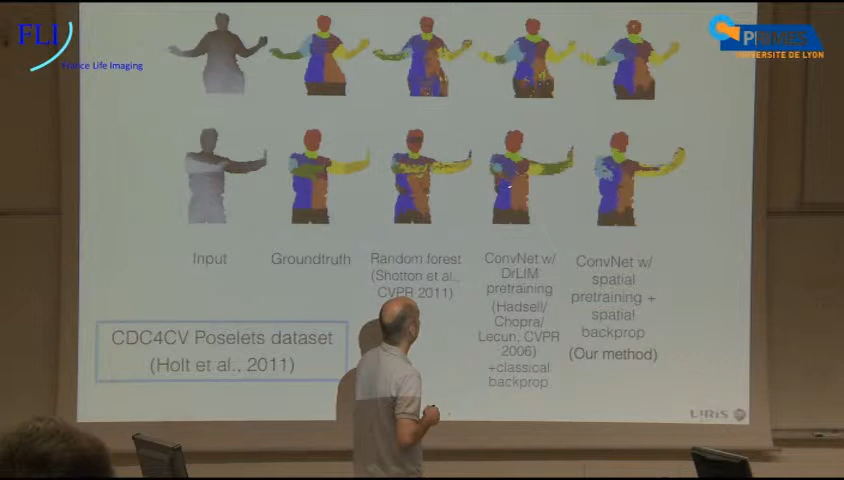 FLI
France Life Imaging
PRIMES
UNIVERSITE DE LYON
Input
Groundtruth
Random forest
(Shotton et al.,
CVPR 2011)
ConvNet w/
DrLIM
pretraining
(Hadsell/
Chopra/
Lecun, CVPR
2006)
+classical
backprop
ConvNet w/
spatial
pretraining +
spatial
backprop
(Our method)
CDC4CV Poselets dataset
(Holt et al., 2011)
LIRIS